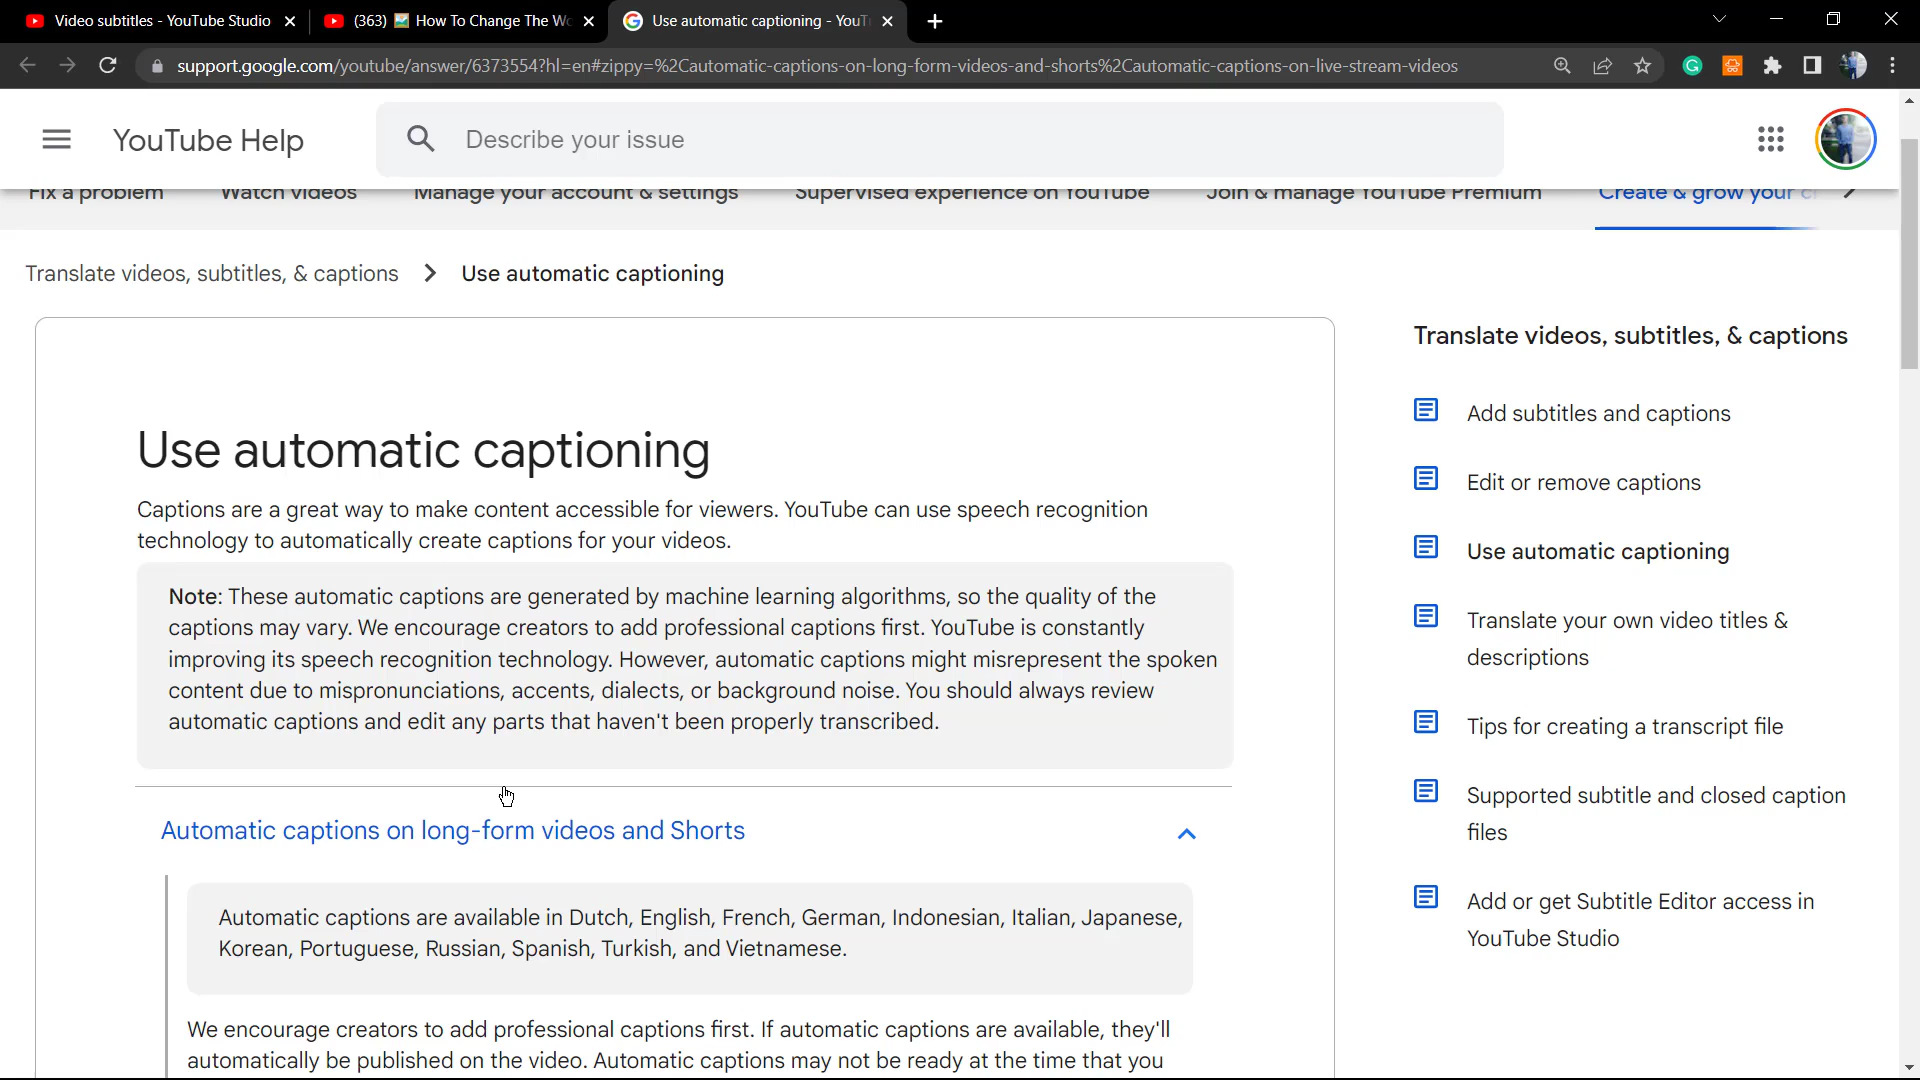 Video subtitles - YouTube Studio
(363) How To Change The Wo
Use automatic captioning - YouT
support.google.com/youtube/answer/6373554?hl=en#zippy=%2Cautomatic-captions-on-long-form-videos-and-shorts%2Cautomatic-captions-on-live-stream-videos
YouTube Help
Describe your issue
Fix a problem
Watch videos
Manage your account & settings
Supervised experience on YouTube
Join & manage YouTube Premium
Create & grow your c
Translate videos, subtitles, & captions
Use automatic captioning
Use automatic captioning
Captions are a great way to make content accessible for viewers. YouTube can use speech recognition
technology to automatically create captions for your videos.
Note: These automatic captions are generated by machine learning algorithms, so the quality of the
captions may vary. We encourage creators to add professional captions first. YouTube is constantly
improving its speech recognition technology. However, automatic captions might misrepresent the spoken
content due to mispronunciations, accents, dialects, or background noise. You should always review
automatic captions and edit any parts that haven't been properly transcribed.
Automatic captions on long-form videos and Shorts
Automatic captions are available in Dutch, English, French, German, Indonesian, Italian, Japanese,
Korean, Portuguese, Russian, Spanish, Turkish, and Vietnamese.
We encourage creators to add professional captions first. If automatic captions are available, they'll
automatically be published on the video. Automatic captions may not be ready at the time that you
Translate videos, subtitles, & captions
Add subtitles and captions
Edit or remove captions
Use automatic captioning
Translate your own video titles &
descriptions
Tips for creating a transcript file
Supported subtitle and closed caption
files
Add or get Subtitle Editor access in
YouTube Studio